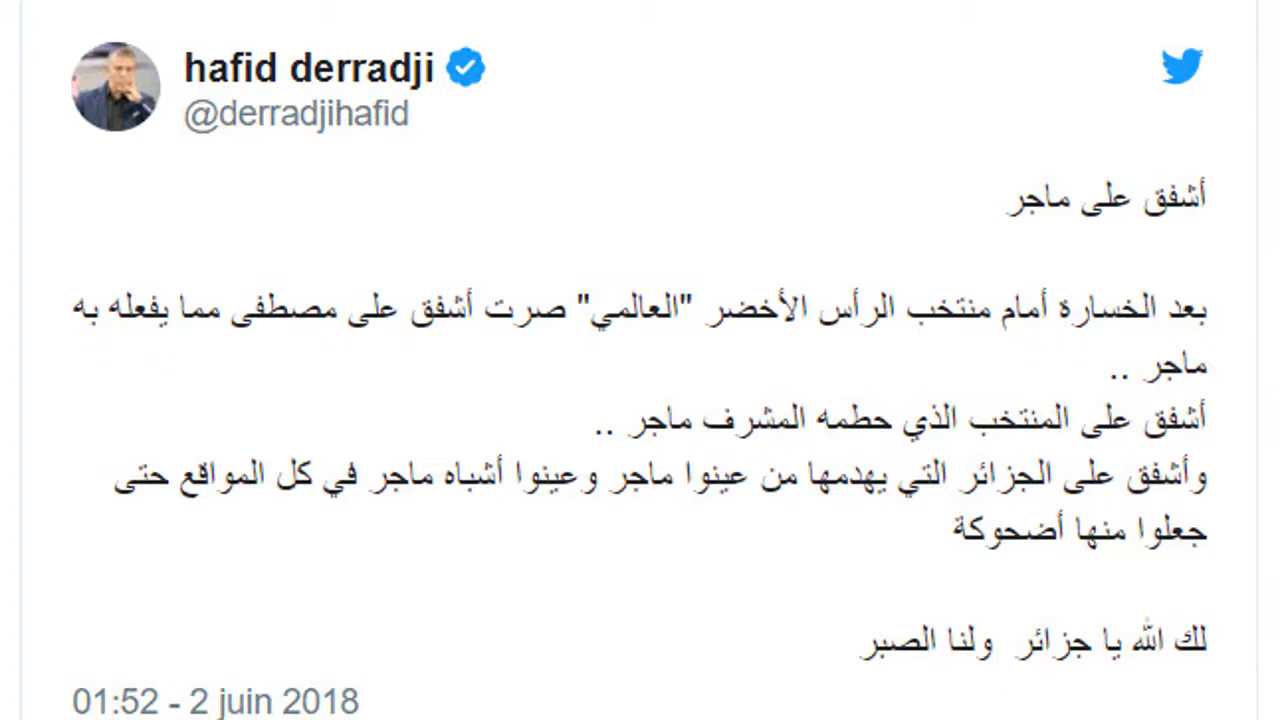 hafid derradji
@derradjihafid
أشفق على ماجر
بعد الخسارة أمام منتخب الرأس الأخضر "العالمي" صرت أشفق على مصطفى مما يفعله به
ماجر ..
أشفق على المنتخب الذي حطمه المشرف ماجر ..
وأشفق على الجزائر التي يهدمها من عينوا ماجر وعينوا أشباه ماجر في كل المواقع حتى
جعلوا منها أضحوكة
لك الله يا جزائر ولنا الصبر
01:52 - 2 juin 2018